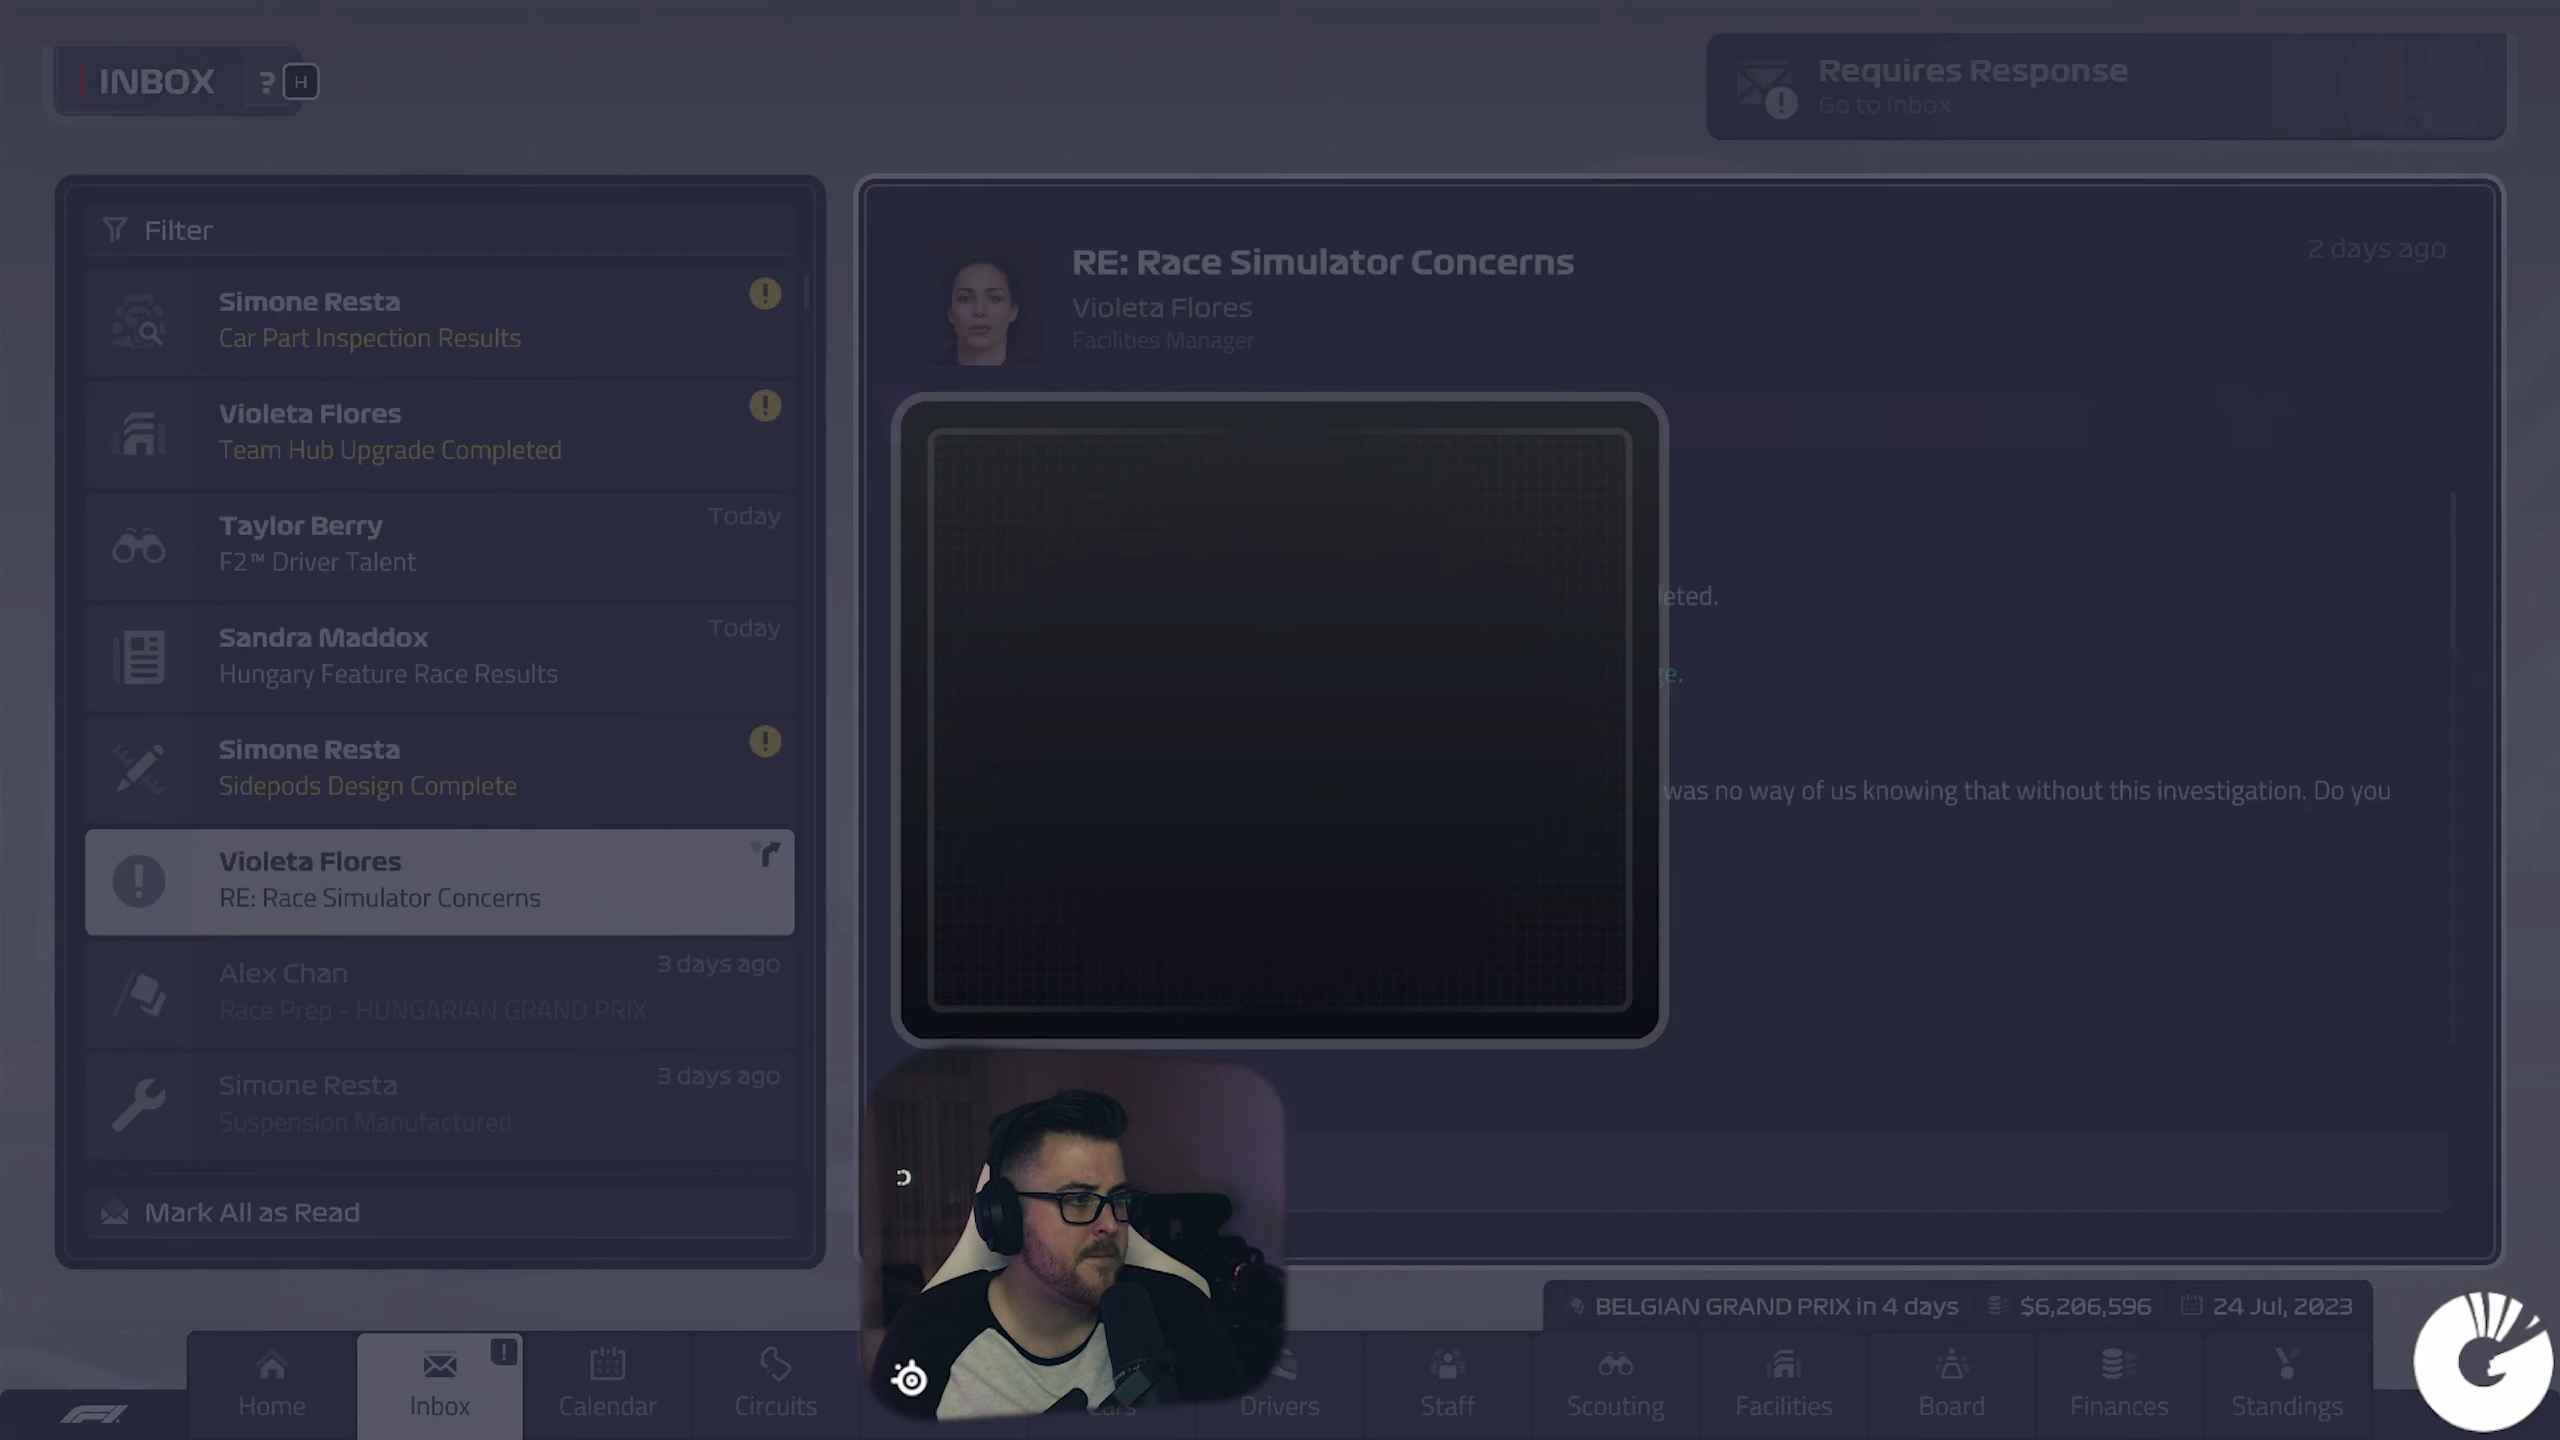 INBOX ? H
Requires Response
Go to Inbox
Filter
Simone Resta
Car Part Inspection Results
Violeta Flores
Team Hub Upgrade Completed
Taylor Berry
Today
F2™ Driver Talent
Sandra Maddox
Today
Hungary Feature Race Results
Simone Resta
Sidepods Design Complete
Violeta Flores
RE: Race Simulator Concerns
Alex Chan
3 days ago
Race Prep - HUNGARIAN GRAND PRIX
Simone Resta
3 days ago
Suspension Manufactured
Mark All as Read
RE: Race Simulator Concerns
2 days ago
Violeta Flores
Facilities Manager
was no way of us knowing that without this investigation. Do you
BELGIAN GRAND PRIX in 4 days $6,206,596 24 Jul, 2023
Home
Inbox
Calendar
Circuits
Drivers
Staff
Scouting
Facilities
Board
Finances
Standings